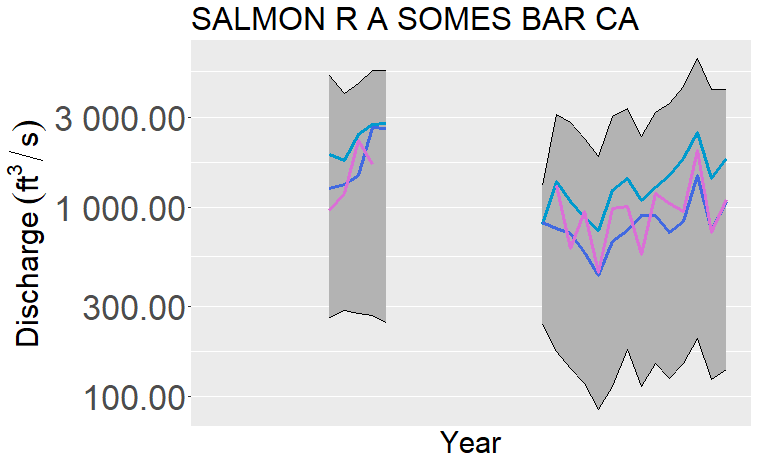 SALMON R A SOMES BAR CA
Discharge (ft³/s)
3 000.00
1 000.00
300.00
100.00
Year